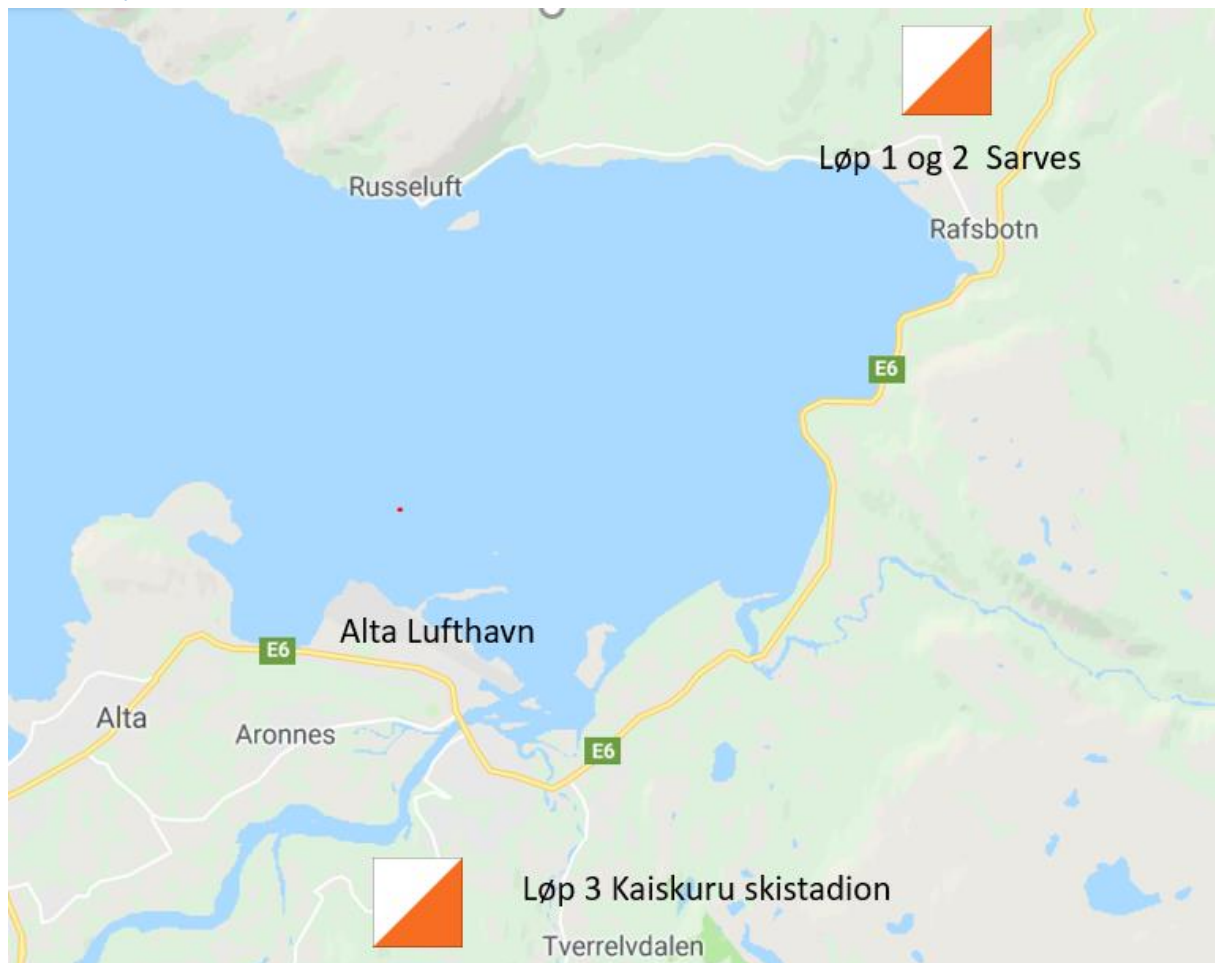 Løp 1 og 2  Sarves
Russeluft
Rafsbotn
E6
Alta Lufthavn
E6
Alta
Aronnes
E6
Løp 3 Kaiskuru skistadion
Tverrelvdalen